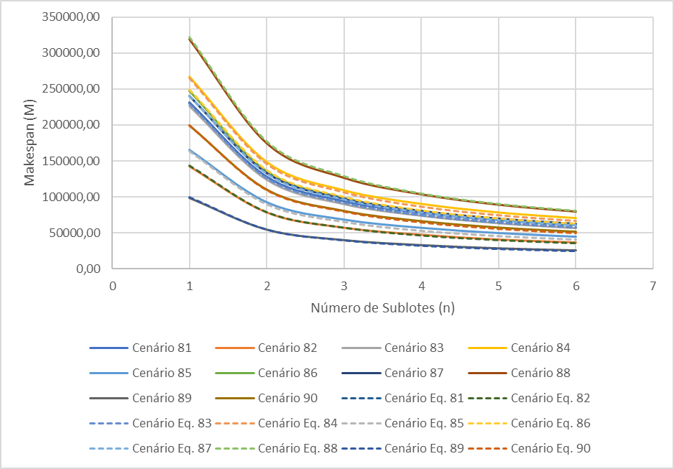 350000,00
300000,00
250000,00
200000,00
150000,00
100000,00
50000,00
0,00
Makespan (M)
0 1 2 3 4 5 6 7
Número de Sublotes (n)
Cenário 81 Cenário 82 Cenário 83 Cenário 84
Cenário 85 Cenário 86 Cenário 87 Cenário 88
Cenário 89 Cenário 90 Cenário Eq. 81 Cenário Eq. 82
Cenário Eq. 83 Cenário Eq. 84 Cenário Eq. 85 Cenário Eq. 86
Cenário Eq. 87 Cenário Eq. 88 Cenário Eq. 89 Cenário Eq. 90